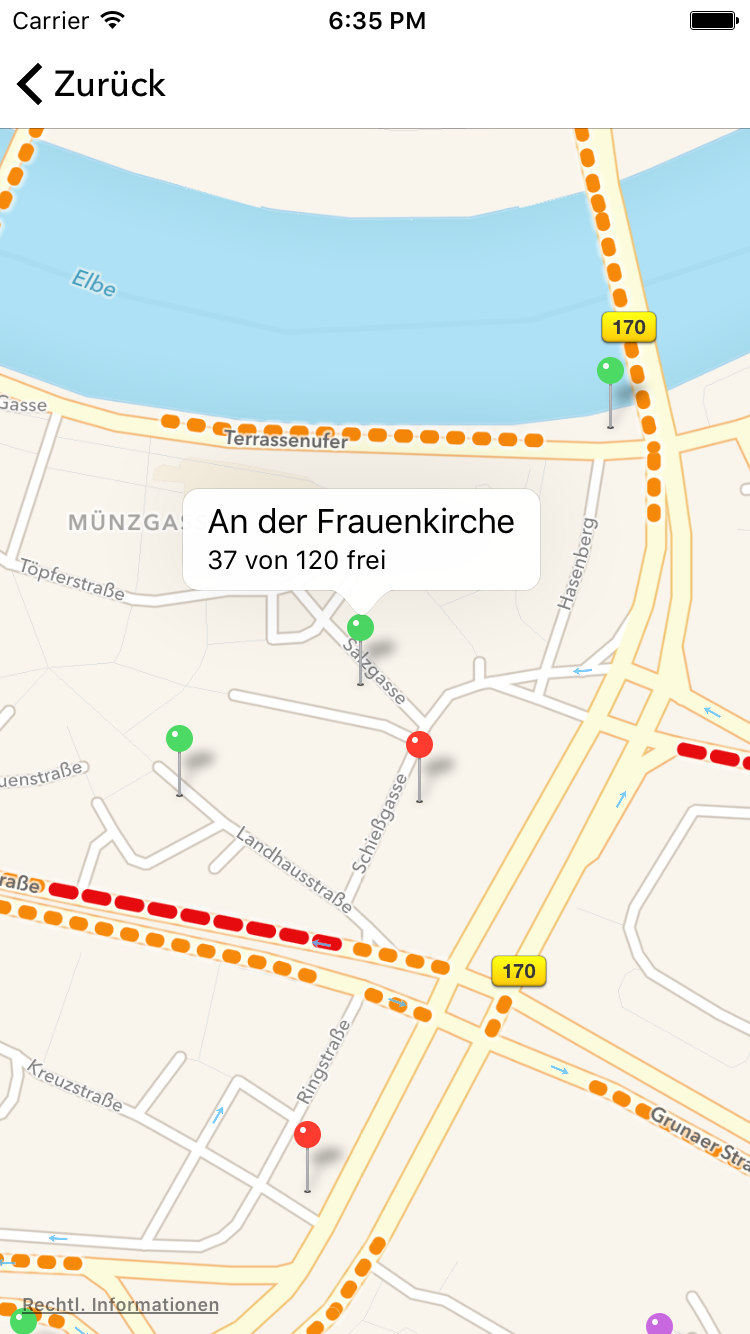 Carrier 6:35 PM
Zurück
Elbe
170
Gasse
Terrassenufer
MÜNZGAS
An der Frauenkirche
37 von 120 frei
Hasenberg
Töpferstraße
Salzgasse
uenstraße
Schießgasse
Landhausstraße
raße
170
Ringstraße
Kreuzstraße
Grunaer Stra
Rechtl. Informationen